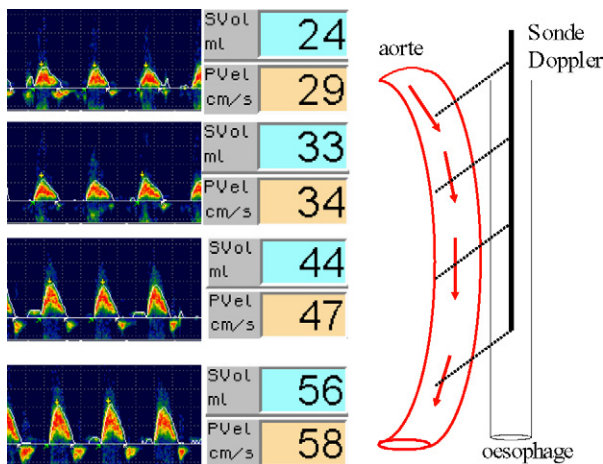 SVol
ml
24
PVel
cm/s
29
SVol
ml
33
PVel
cm/s
34
SVol
ml
44
PVel
cm/s
47
SVol
ml
56
PVel
cm/s
58
aorte
Sonde
Doppler
oesophage